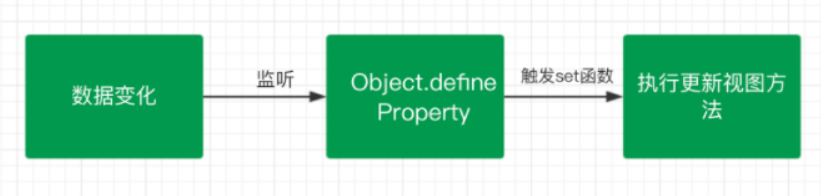 数据变化
监听
Object.define
Property
触发set函数
执行更新视图方
法